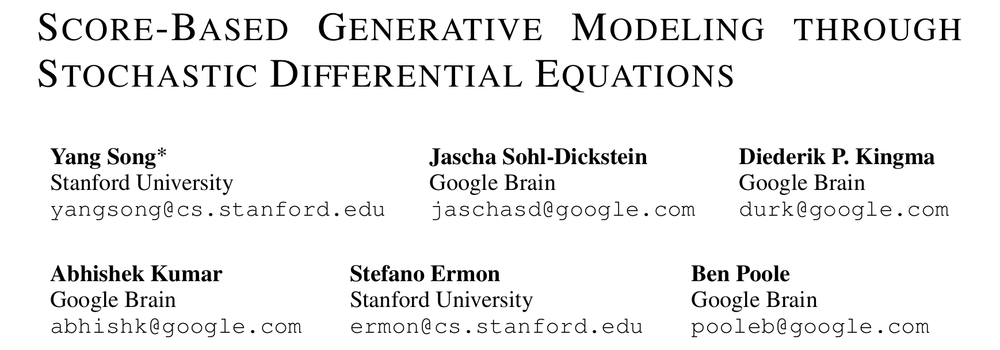 SCORE-BASED GENERATIVE MODELING THROUGH
STOCHASTIC DIFFERENTIAL EQUATIONS
Yang Song* Jascha Sohl-Dickstein Diederik P. Kingma
Stanford University Google Brain Google Brain
yangsong@cs.stanford.edu jaschasd@google.com durk@google.com
Abhishek Kumar Stefano Ermon Ben Poole
Google Brain Stanford University Google Brain
abhishk@google.com ermon@cs.stanford.edu pooleb@google.com